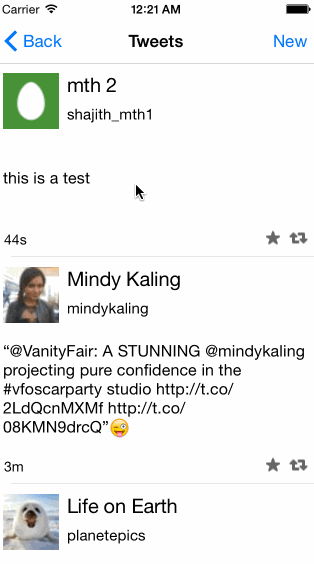 Carrier 12:21 AM
Back Tweets New
mth 2
shajith_mth1
this is a test
44s
Mindy Kaling
mindykaling
“@VanityFair: A STUNNING @mindykaling
projecting pure confidence in the
#vfoscarparty studio http://t.co/
2LdQcnMXMf http://t.co/
08KMN9drcQ”😜
3m
Life on Earth
planetepics